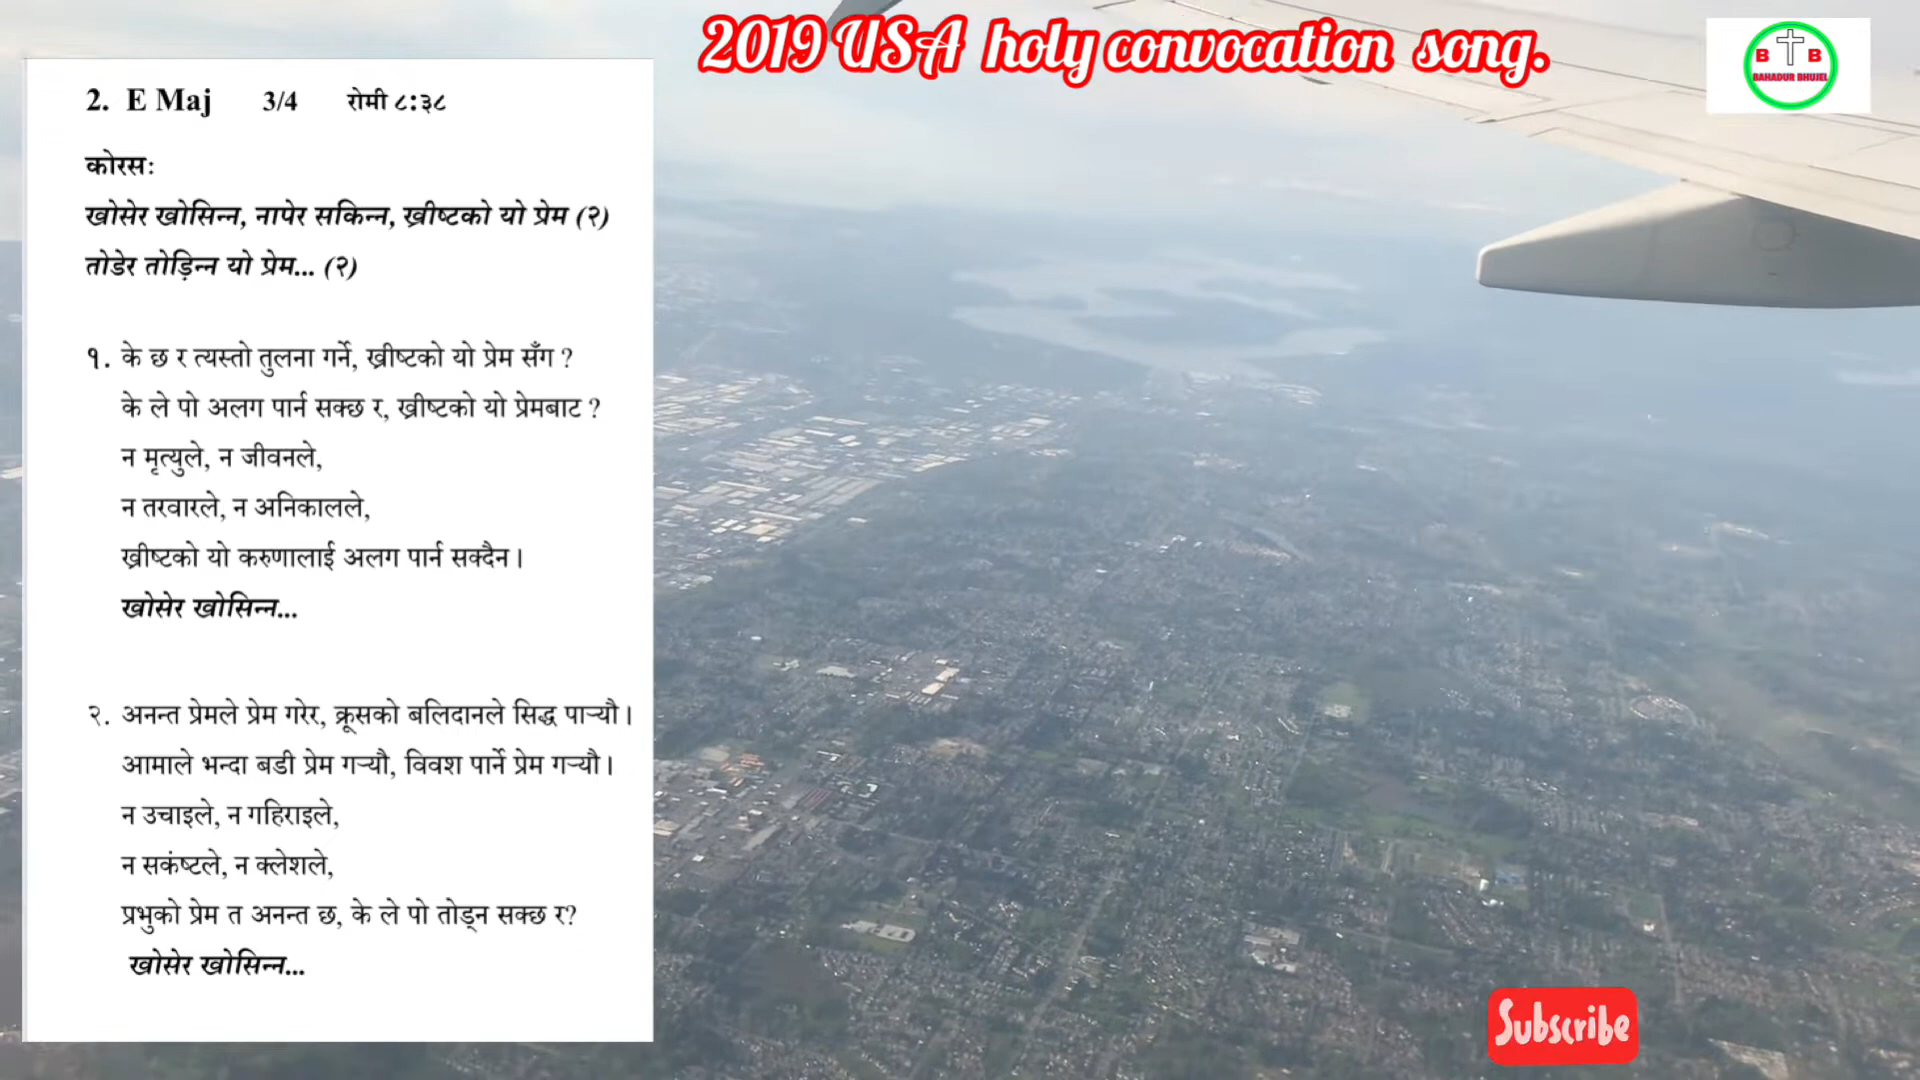 2019 USA holy convocation song.
B B
BAHADUR BHUJEL
2. E Maj 3/4 रोमी ८:३८
कोरसः
खोसेर खोसिन्न, नापेर सकिन्न, ख्रीष्टको यो प्रेम (२)
तोडेर तोड़िन्न यो प्रेम... (२)
१. के छ र त्यस्तो तुलना गर्ने, ख्रीष्टको यो प्रेम सँग ?
के ले पो अलग पार्न सक्छ र, ख्रीष्टको यो प्रेमबाट ?
न मृत्युले, न जीवनले,
न तरवारले, न अनिकालले,
ख्रीष्टको यो करुणालाई अलग पार्न सक्दैन।
खोसेर खोसिन्न...
२. अनन्त प्रेमले प्रेम गरेर, क्रूसको बलिदानले सिद्ध पार्‍यौ।
आमाले भन्दा बडी प्रेम गर्‍यौ, विवश पार्ने प्रेम गर्‍यौ।
न उचाइले, न गहिराइले,
न सकंष्टले, न क्लेशले,
प्रभुको प्रेम त अनन्त छ, के ले पो तोड्न सक्छ र?
खोसेर खोसिन्न...
Subscribe